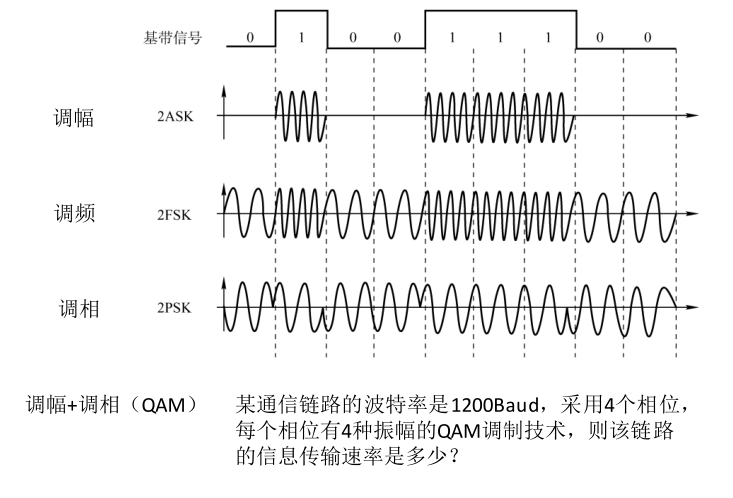 基带信号 0 1 0 0 1 1 1 0 0
调幅 2ASK
调频 2FSK
调相 2PSK
调幅+调相（QAM） 某通信链路的波特率是1200Baud，采用4个相位，
每个相位有4种振幅的QAM调制技术，则该链路
的信息传输速率是多少？